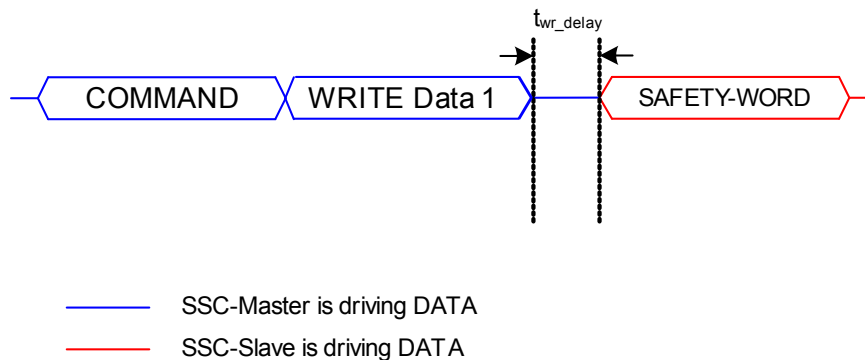 twr_delay
COMMAND WRITE Data 1 SAFETY-WORD
SSC-Master is driving DATA
SSC-Slave is driving DATA